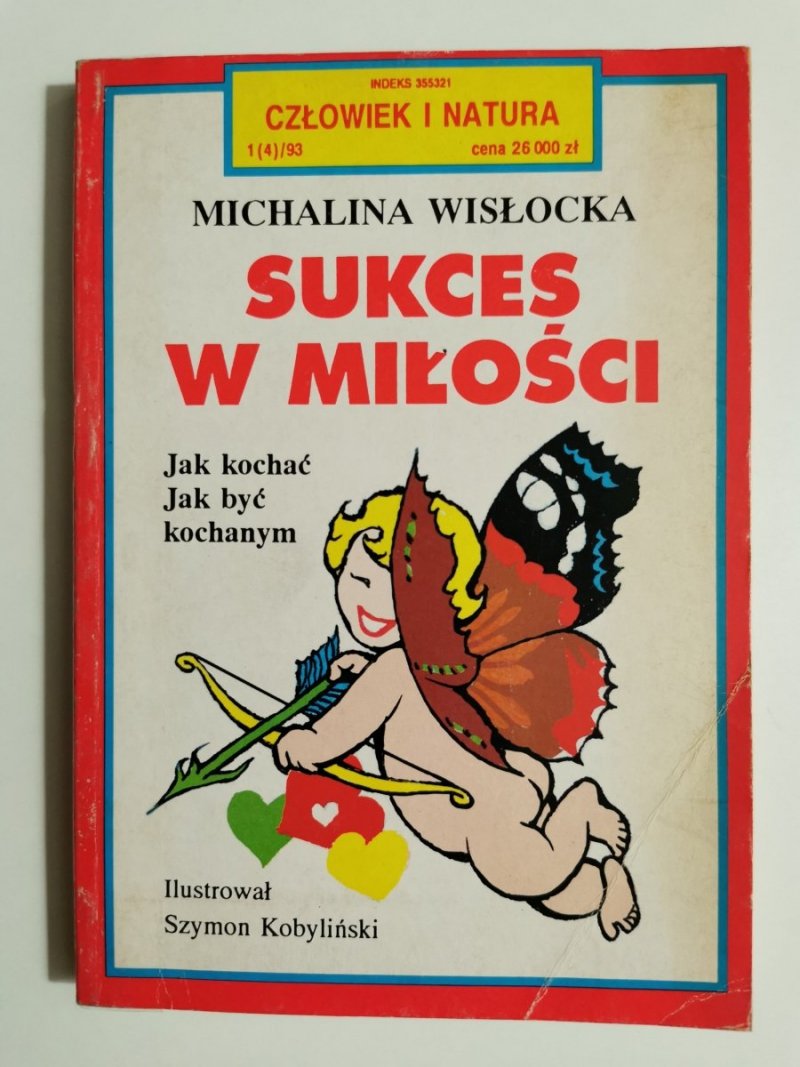 INDEKS 355321
CZŁOWIEK I NATURA
1(4)/93 cena 26 000 zł
MICHALINA WISŁOCKA
SUKCES
W MIŁOŚCI
Jak kochać
Jak być
kochanym
Ilustrował
Szymon Kobyliński